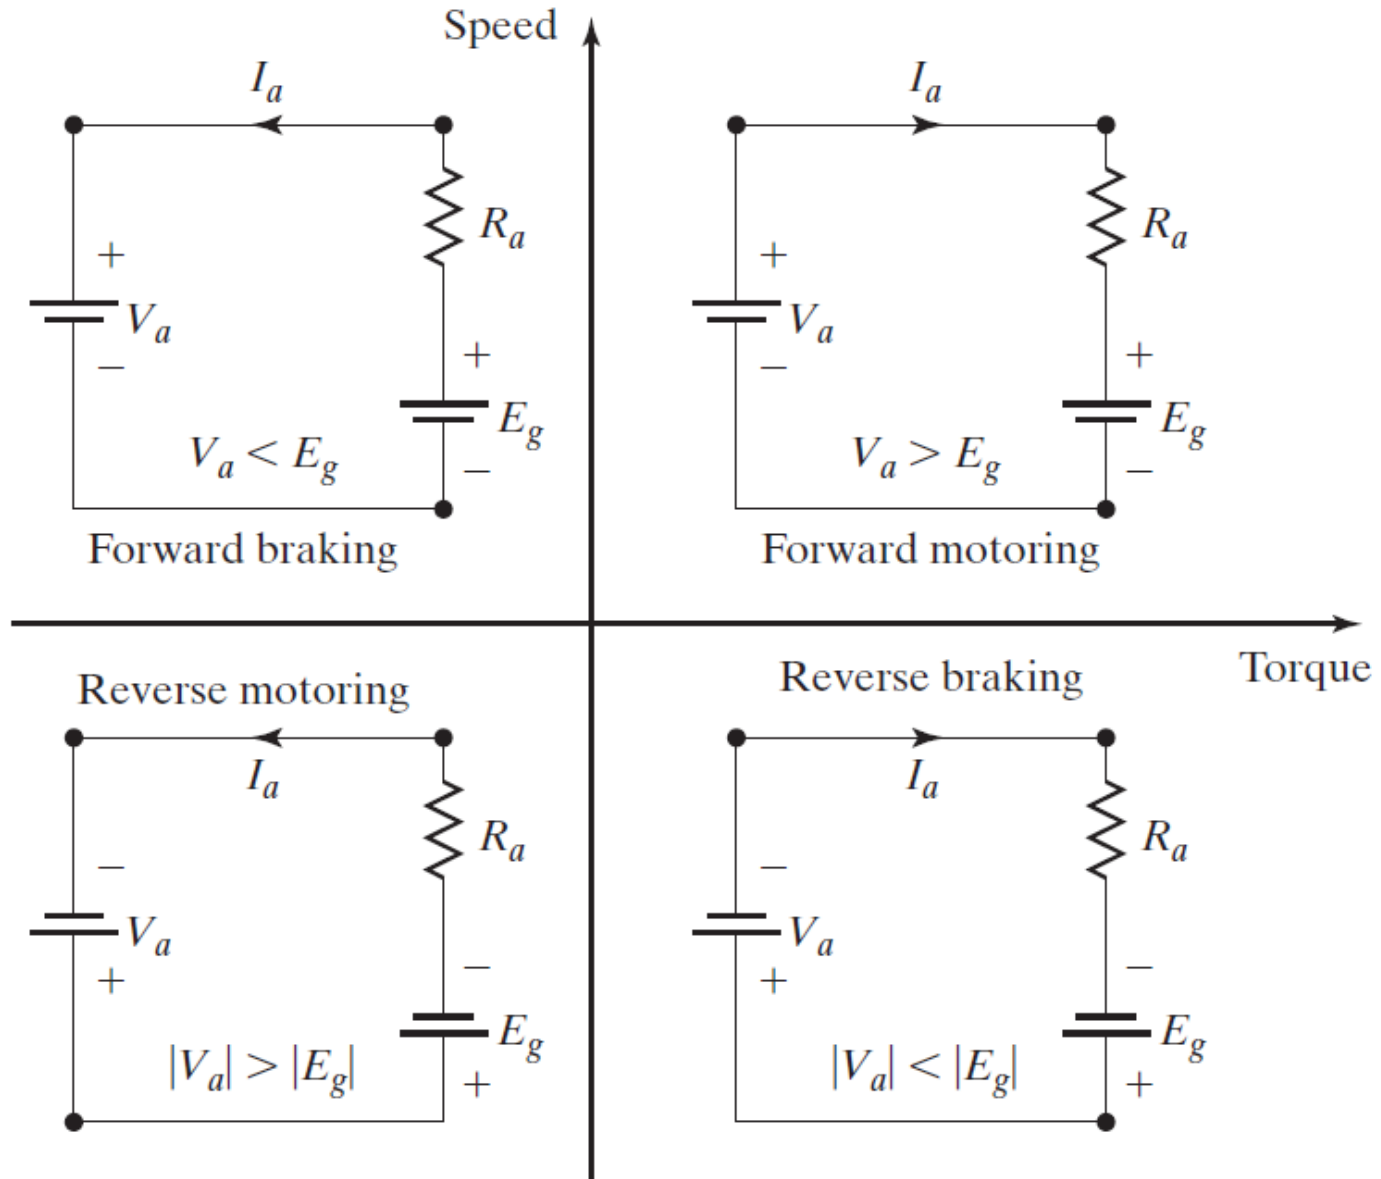 Speed
I_a
R_a
+
V_a
−
+
E_g
−
V_a < E_g
Forward braking
I_a
R_a
+
V_a
−
+
E_g
−
V_a > E_g
Forward motoring
Torque
Reverse motoring
I_a
R_a
−
V_a
+
−
E_g
+
|V_a| > |E_g|
Reverse braking
I_a
R_a
−
V_a
+
−
E_g
+
|V_a| < |E_g|